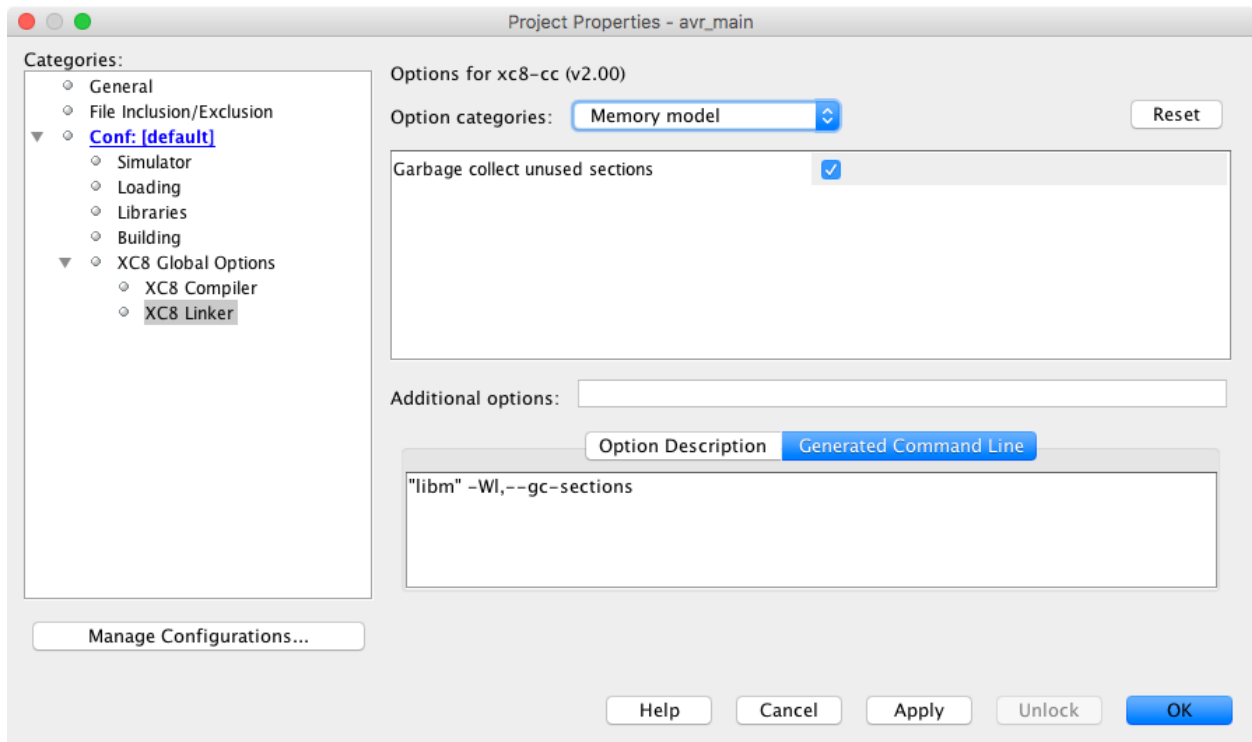 Project Properties - avr_main
Categories:
General
File Inclusion/Exclusion
Conf: [default]
Simulator
Loading
Libraries
Building
XC8 Global Options
XC8 Compiler
XC8 Linker
Manage Configurations...
Options for xc8-cc (v2.00)
Option categories: Memory model Reset
Garbage collect unused sections
Additional options:
Option Description Generated Command Line
"libm" -Wl,--gc-sections
Help Cancel Apply Unlock OK